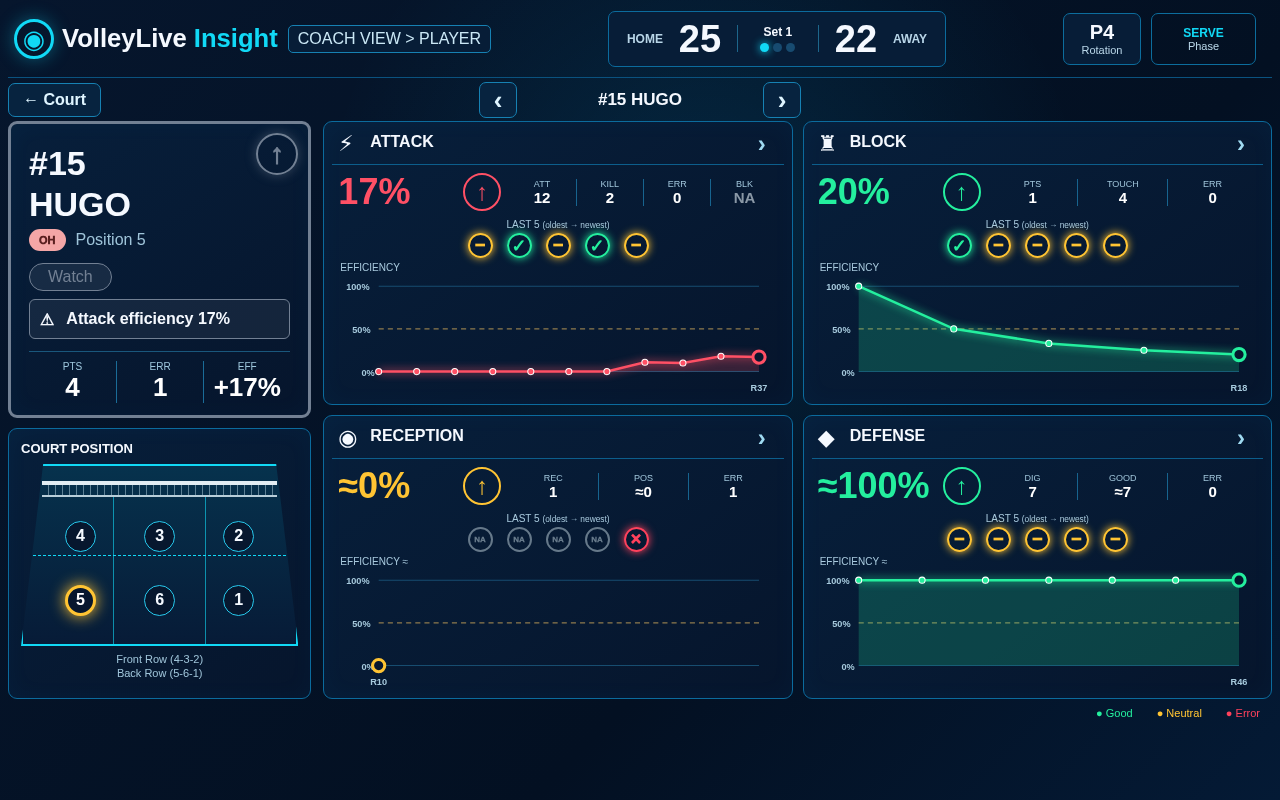 VolleyLive Insight
COACH VIEW > PLAYER
HOME 25 Set 1 22 AWAY
P4
Rotation
SERVE
Phase
← Court
‹ #15 HUGO ›
#15
HUGO
↑
OH Position 5
Watch
⚠ Attack efficiency 17%
PTS ERR EFF
4 1 +17%
COURT POSITION
4 3 2
5 6 1
Front Row (4-3-2)
Back Row (5-6-1)
⚡ ATTACK ›
17% ↑
ATT KILL ERR BLK
12 2 0 NA
LAST 5 (oldest → newest)
− ✓ − ✓ −
EFFICIENCY
100%
50%
0%
R37
♜ BLOCK ›
20% ↑
PTS TOUCH ERR
1 4 0
LAST 5 (oldest → newest)
✓ − − − −
EFFICIENCY
100%
50%
0%
R18
◉ RECEPTION ›
≈0% ↑
REC POS ERR
1 ≈0 1
LAST 5 (oldest → newest)
NA NA NA NA ×
EFFICIENCY ≈
100%
50%
0%
R10
◆ DEFENSE ›
≈100% ↑
DIG GOOD ERR
7 ≈7 0
LAST 5 (oldest → newest)
− − − − −
EFFICIENCY ≈
100%
50%
0%
R46
● Good ● Neutral ● Error